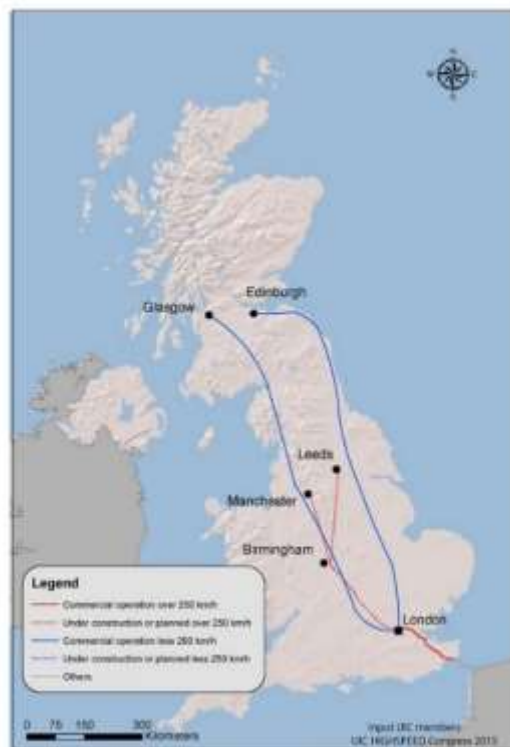 N
W E
S
Glasgow
Edinburgh
Leeds
Manchester
Birmingham
London
Legend
Commercial operation over 250 km/h
Under construction or planned over 250 km/h
Commercial operation less 250 km/h
Under construction or planned less 250 km/h
Others
0 75 150 300
Kilometers
Input UIC members
UIC HIGHSPEED Congress 2015